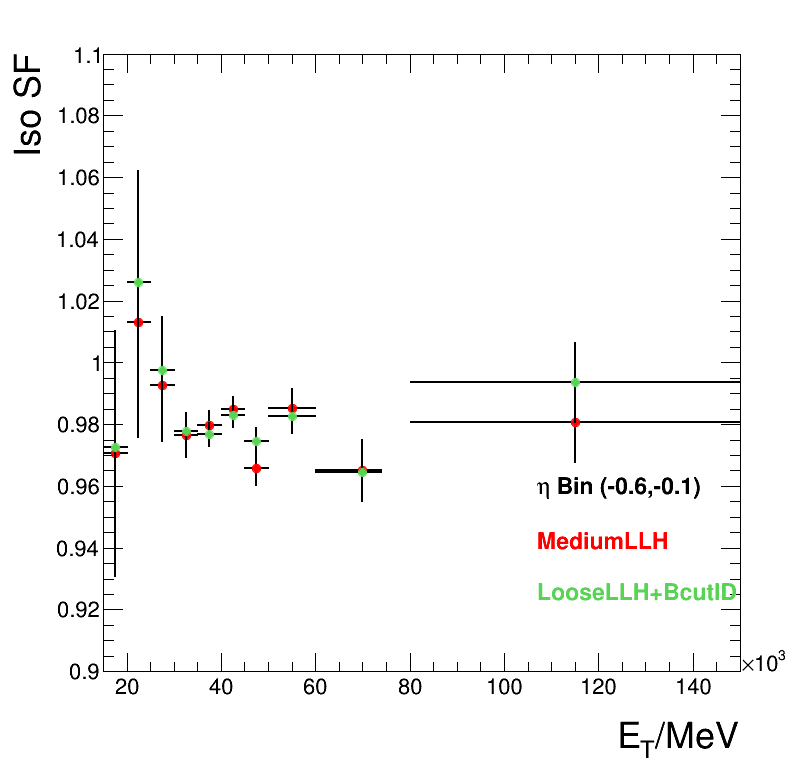 Iso SF
1.1
1.08
1.06
1.04
1.02
1
0.98
0.96
0.94
0.92
0.9
η Bin (-0.6,-0.1)
MediumLLH
LooseLLH+BcutID
20 40 60 80 100 120 140
×10³
E_T/MeV